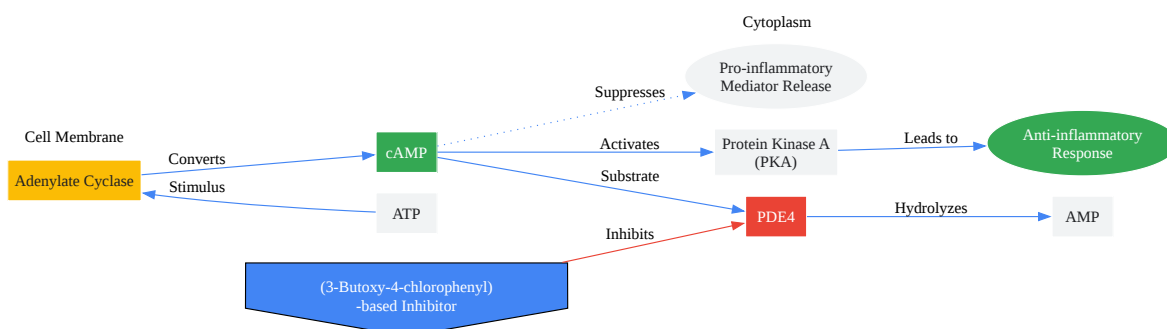 Cytoplasm
Pro-inflammatory
Mediator Release
Suppresses
Cell Membrane
Adenylate Cyclase
Converts
Stimulus
cAMP
ATP
Activates
Protein Kinase A
(PKA)
Leads to
Anti-inflammatory
Response
Substrate
PDE4
Hydrolyzes
AMP
Inhibits
(3-Butoxy-4-chlorophenyl)
-based Inhibitor